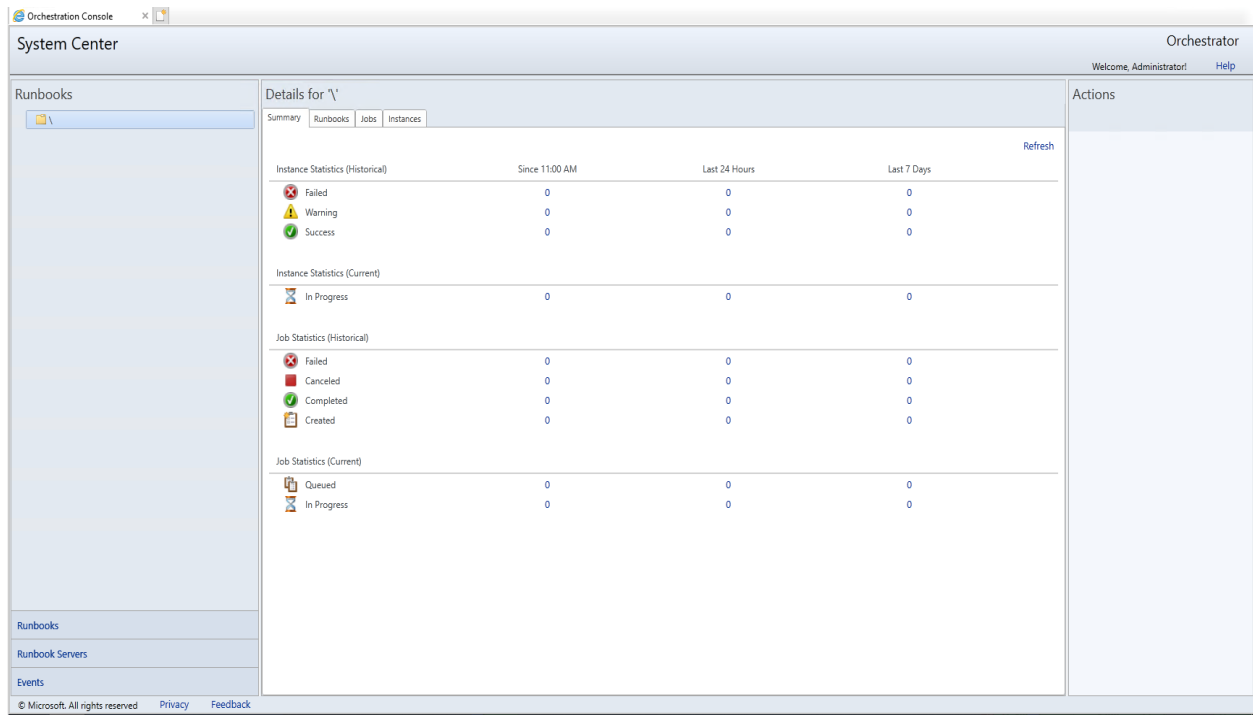 Orchestration Console
System Center
Orchestrator
Welcome, Administrator! Help
Runbooks
\
Runbooks
Runbook Servers
Events
Details for '\'
Summary Runbooks Jobs Instances
Refresh
Instance Statistics (Historical) Since 11:00 AM Last 24 Hours Last 7 Days
Failed 0 0 0
Warning 0 0 0
Success 0 0 0
Instance Statistics (Current)
In Progress 0 0 0
Job Statistics (Historical)
Failed 0 0 0
Canceled 0 0 0
Completed 0 0 0
Created 0 0 0
Job Statistics (Current)
Queued 0 0 0
In Progress 0 0 0
Actions
© Microsoft. All rights reserved Privacy Feedback